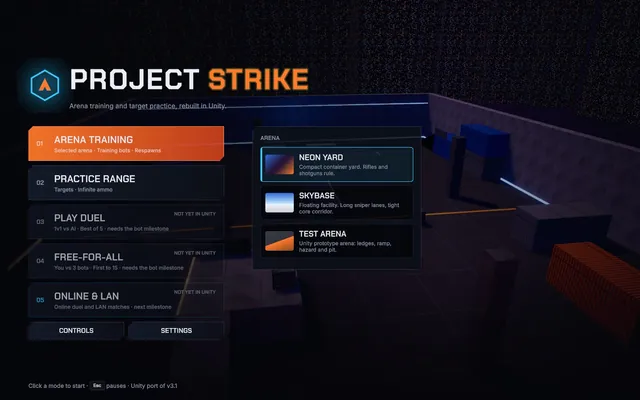 PROJECT STRIKE
Arena training and target practice, rebuilt in Unity.
01 ARENA TRAINING
Selected arena · Training bots · Respawns
02 PRACTICE RANGE
Targets · Infinite ammo
NOT YET IN UNITY
03 PLAY DUEL
1v1 vs AI · Best of 5 · needs the bot milestone
NOT YET IN UNITY
04 FREE-FOR-ALL
You vs 3 bots · First to 15 · needs the bot milestone
NOT YET IN UNITY
05 ONLINE & LAN
Online duel and LAN matches · next milestone
CONTROLS
SETTINGS
ARENA
NEON YARD
Compact container yard. Rifles and
shotguns rule.
SKYBASE
Floating facility. Long sniper lanes, tight
core corridor.
TEST ARENA
Unity prototype arena: ledges, ramp,
hazard and pit.
Click a mode to start · Esc pauses · Unity port of v3.1